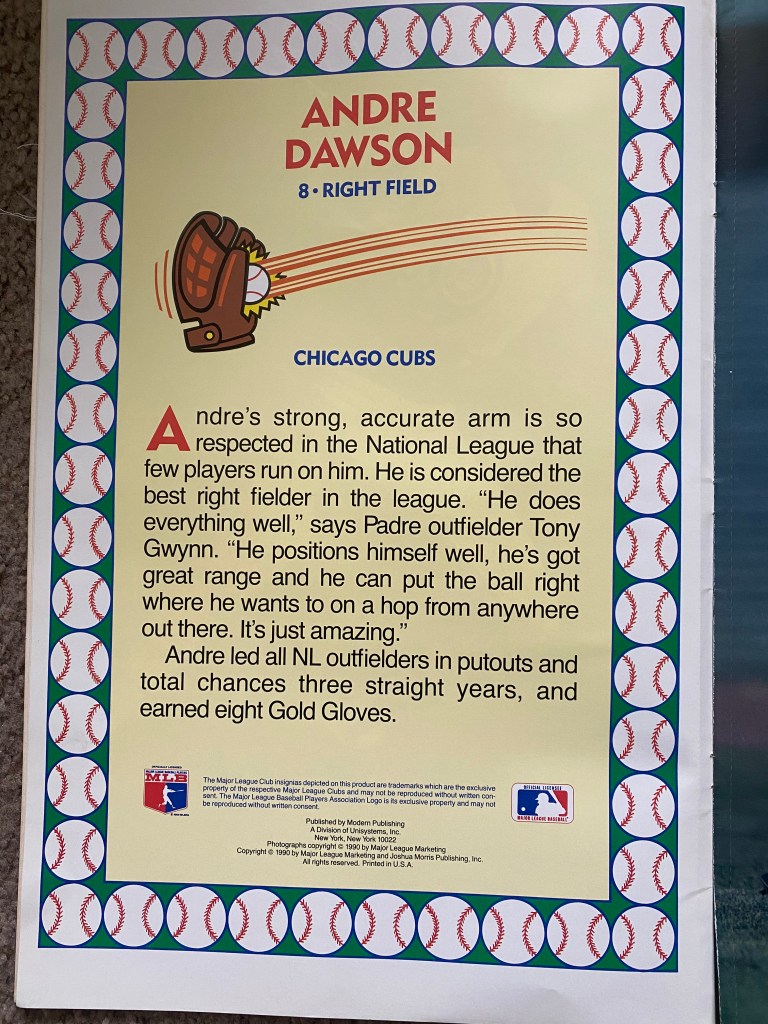 ANDRE
DAWSON
8 • RIGHT FIELD
CHICAGO CUBS
Andre's strong, accurate arm is so
respected in the National League that
few players run on him. He is considered the
best right fielder in the league. “He does
everything well,” says Padre outfielder Tony
Gwynn. “He positions himself well, he's got
great range and he can put the ball right
where he wants to on a hop from anywhere
out there. It's just amazing.”
Andre led all NL outfielders in putouts and
total chances three straight years, and
earned eight Gold Gloves.
OFFICIALLY LICENSED
MAJOR LEAGUE BASEBALL PLAYERS
MLB
The Major League Club insignias depicted on this product are trademarks which are the exclusive
property of the respective Major League Clubs and may not be reproduced without written con-
sent. The Major League Baseball Players Association Logo is its exclusive property and may not
be reproduced without written consent.
OFFICIAL LICENSEE
MAJOR LEAGUE BASEBALL
Published by Modern Publishing
A Division of Unisystems, Inc.
New York, New York 10022
Photographs copyright © 1990 by Major League Marketing
Copyright © 1990 by Major League Marketing and Joshua Morris Publishing, Inc.
All rights reserved. Printed in U.S.A.